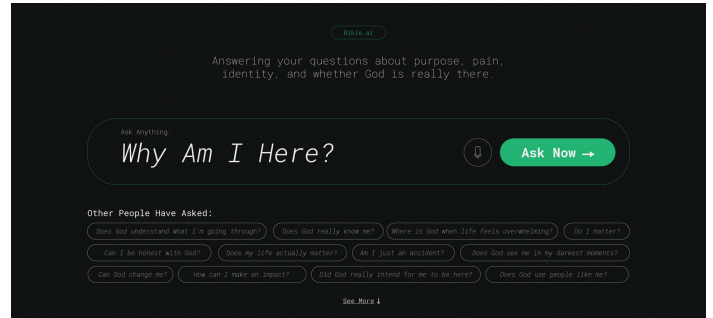 Bible.ai
Answering your questions about purpose, pain,
identity, and whether God is really there.
Ask Anything:
Why Am I Here?
Ask Now →
Other People Have Asked:
Does God understand what I'm going through?
Does God really know me?
Where is God when life feels overwhelming?
Do I matter?
Can I be honest with God?
Does my life actually matter?
Am I just an accident?
Does God see me in my darkest moments?
Can God change me?
How can I make an impact?
Did God really intend for me to be here?
Does God use people like me?
See More ↓